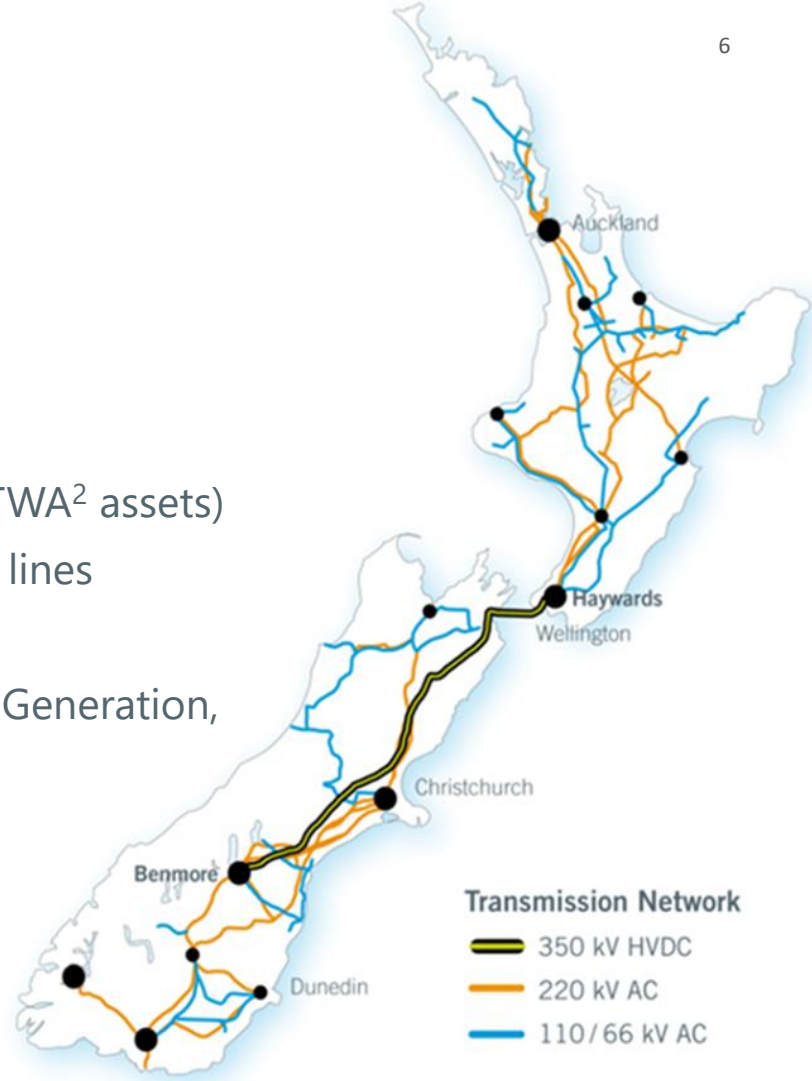 6
Auckland
TWA² assets)
lines
Haywards
Wellington
Generation,
Christchurch
Benmore
Transmission Network
350 kV HVDC
220 kV AC
Dunedin
110/66 kV AC